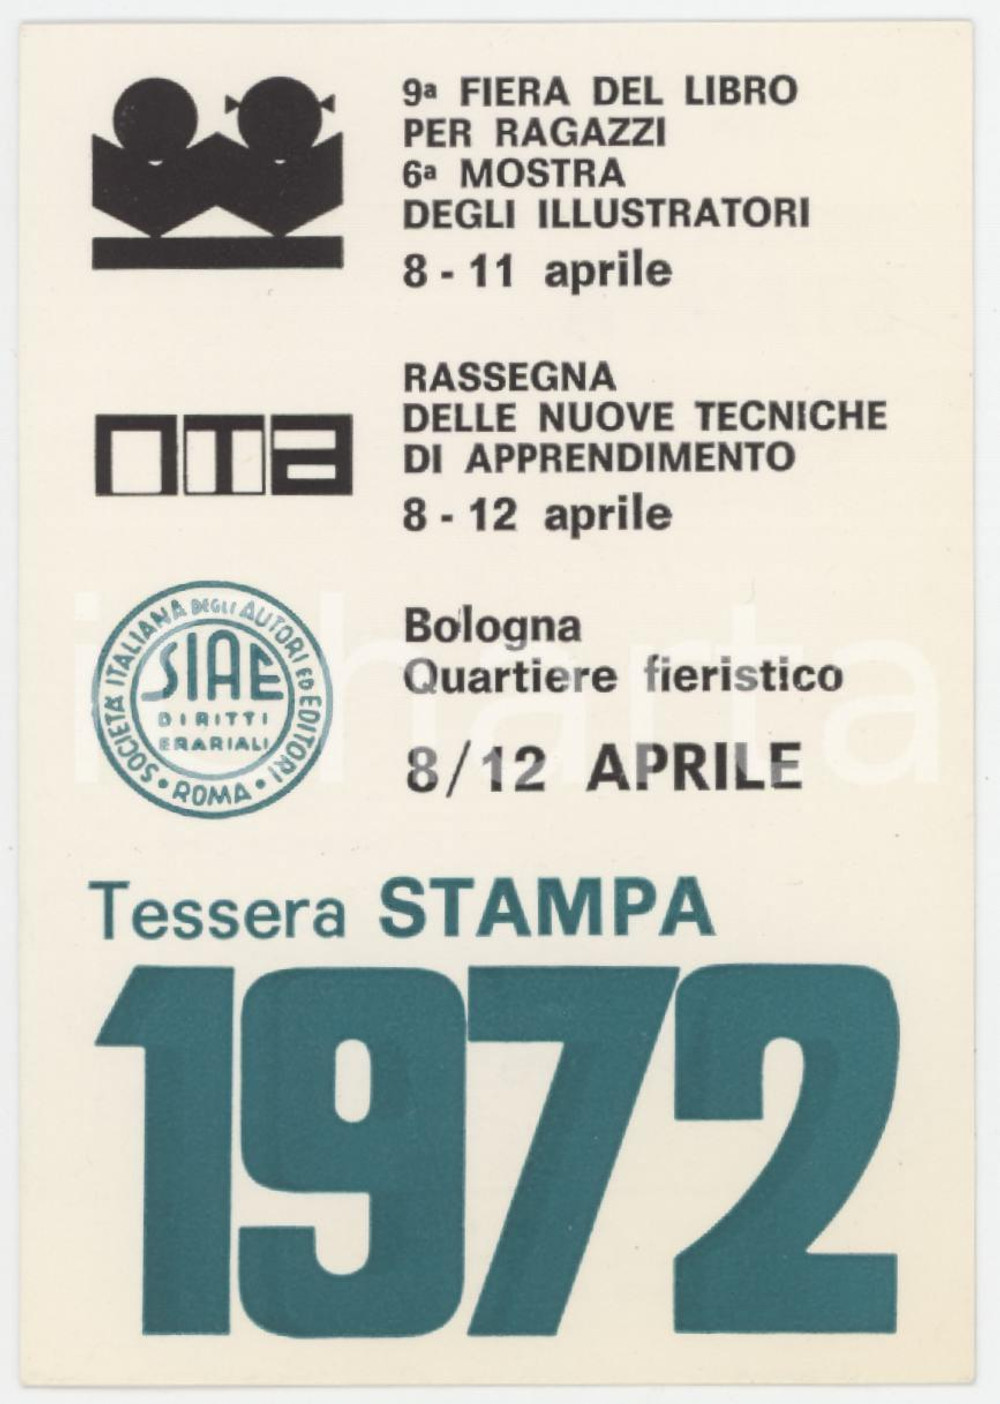 9ª FIERA DEL LIBRO
PER RAGAZZI
6ª MOSTRA
DEGLI ILLUSTRATORI
8 - 11 aprile
nta
RASSEGNA
DELLE NUOVE TECNICHE
DI APPRENDIMENTO
8 - 12 aprile
SOCIETÀ ITALIANA DEGLI AUTORI ED EDITORI
SIAE
DIRITTI
ERARIALI
• ROMA •
Bologna
Quartiere fieristico
8/12 APRILE
Tessera STAMPA
1972